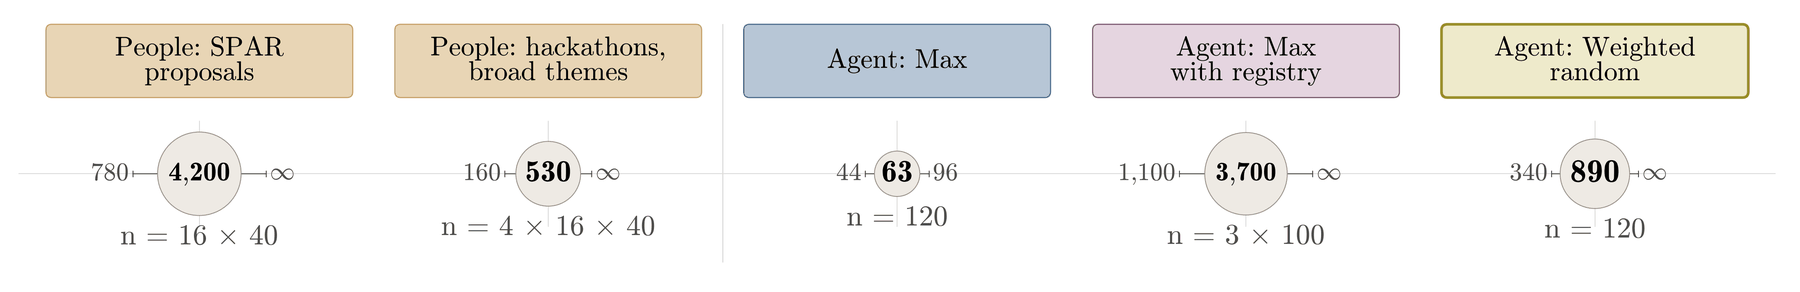 People: SPAR
proposals
People: hackathons,
broad themes
Agent: Max
Agent: Max
with registry
Agent: Weighted
random
780 4,200 ∞
160 530 ∞
44 63 96
1,100 3,700 ∞
340 890 ∞
n = 16 × 40
n = 4 × 16 × 40
n = 120
n = 3 × 100
n = 120